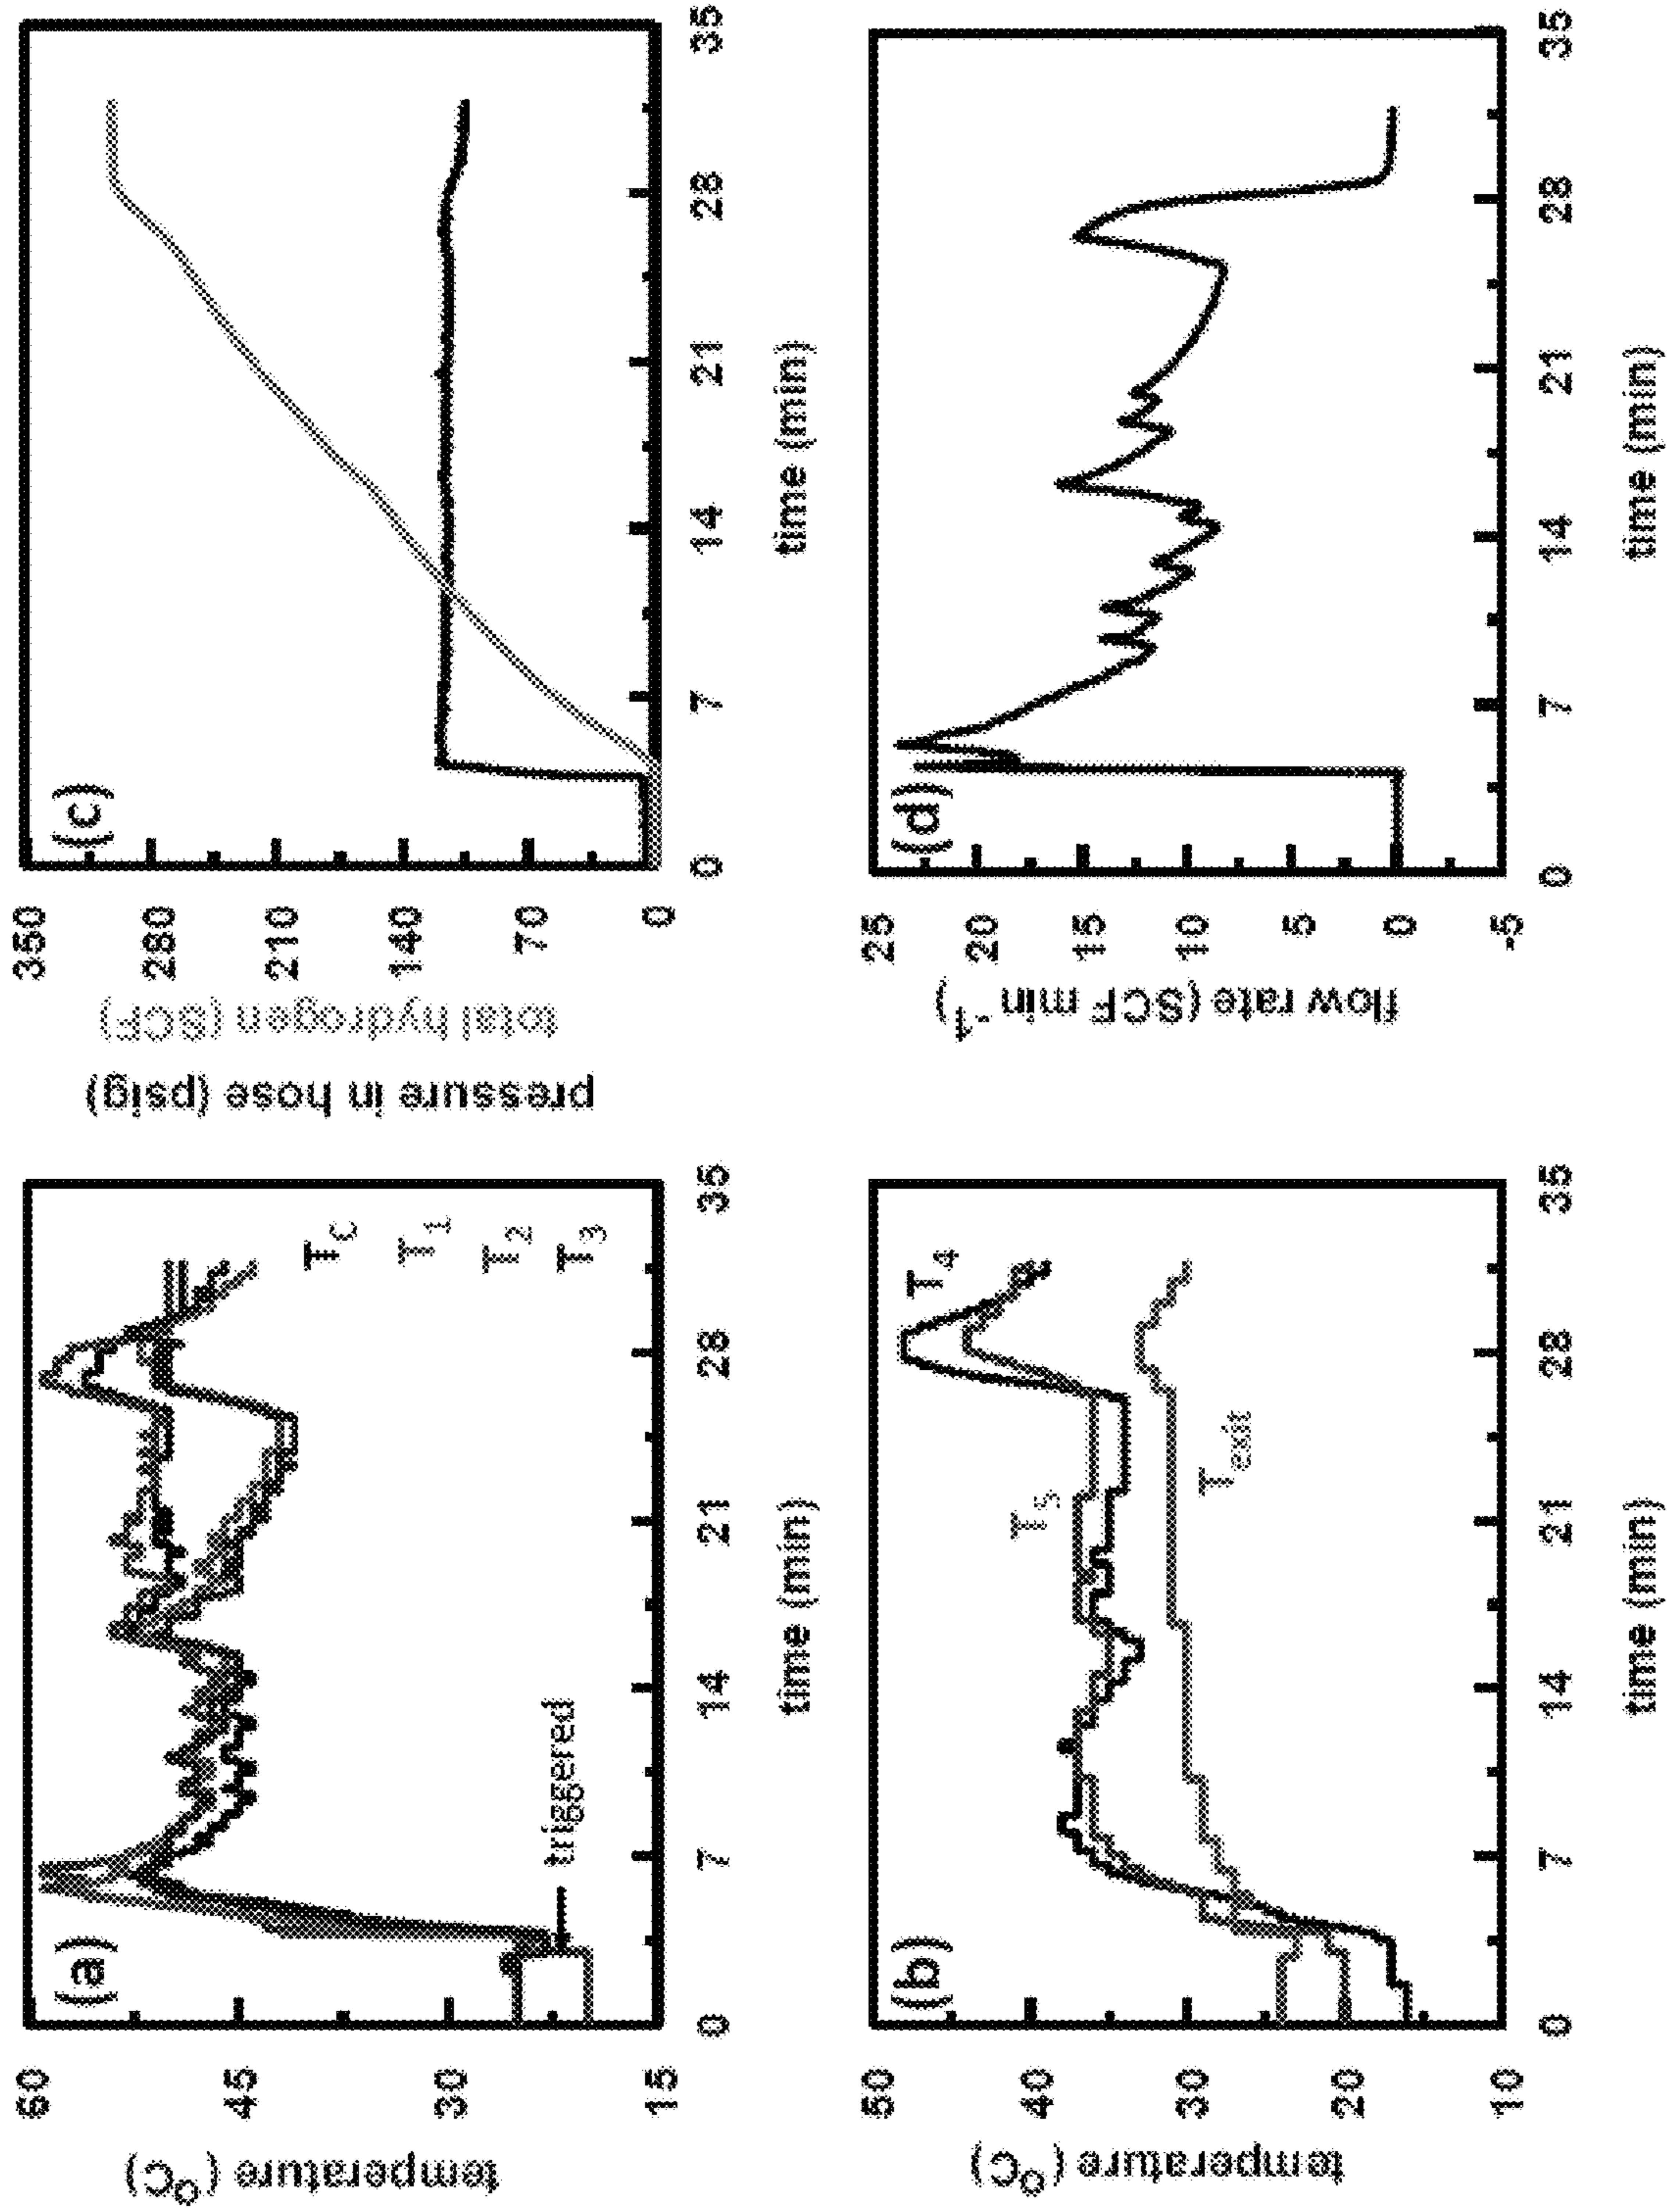 (a)
60
45
30
15
temperature (°C)
0 7 14 21 28 35
time (min)
triggered
T_C
T_1
T_2
T_3
(c)
350
280
210
140
70
0
pressure in hose (psig)
total hydrogen (SCF)
0 7 14 21 28 35
time (min)
(b)
50
40
30
20
10
temperature (°C)
0 7 14 21 28 35
time (min)
T_4
T_5
T_exit
(d)
25
20
15
10
5
0
-5
flow rate (SCF min⁻¹)
0 7 14 21 28 35
time (min)